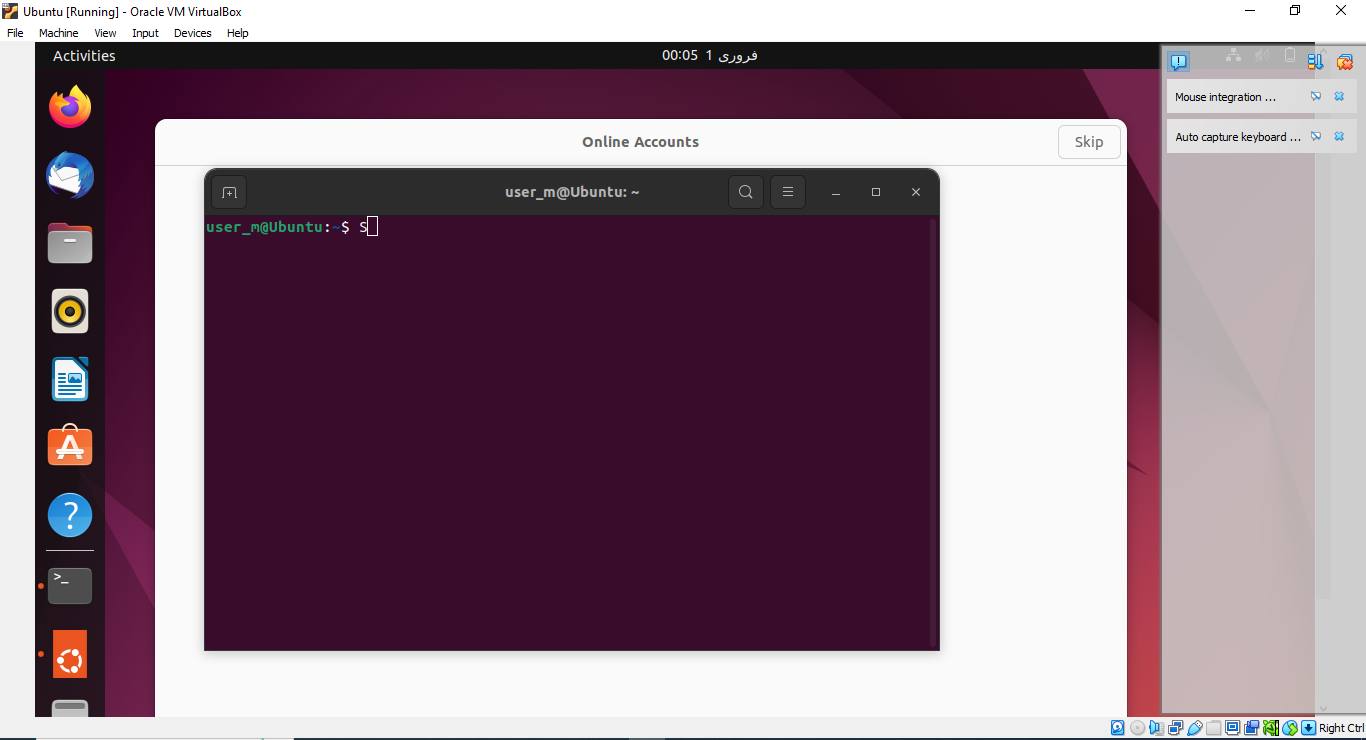 Ubuntu [Running] - Oracle VM VirtualBox
File Machine View Input Devices Help
Activities
00:05 1 فروری
Mouse integration ...
Auto capture keyboard ...
Online Accounts
Skip
user_m@Ubuntu: ~
user_m@Ubuntu:~$ S
Right Ctrl